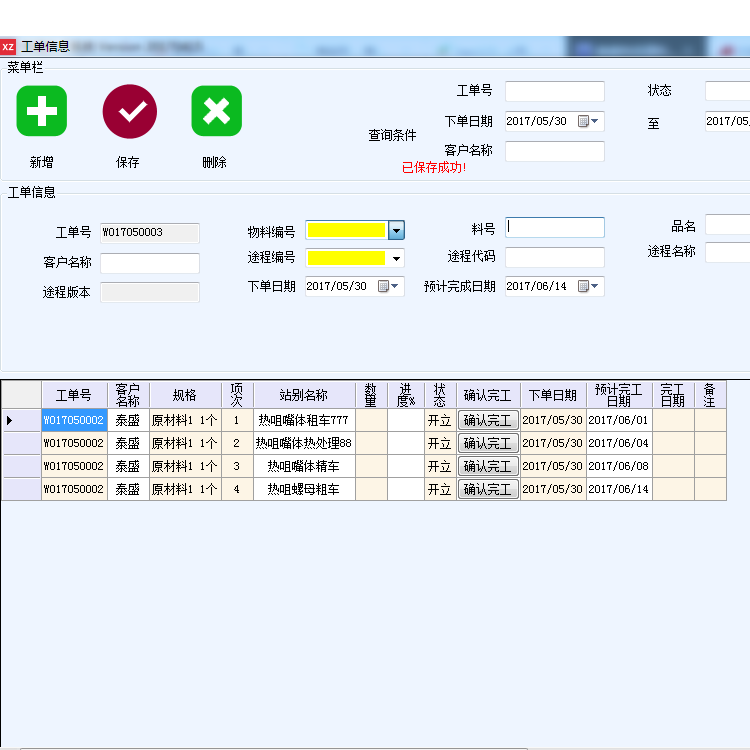 XZ 工单信息
菜单栏
新增 保存 删除
查询条件
工单号 状态
下单日期 2017/05/30 至 2017/05
客户名称
已保存成功!
工单信息
工单号 W017050003 物料编号 料号 品名
客户名称 途程编号 途程代码 途程名称
途程版本 下单日期 2017/05/30 预计完成日期 2017/06/14
工单号 客户名称 规格 项次 站别名称 数量 进度% 状态 确认完工 下单日期 预计完工日期 完工日期 备注
W017050002 泰盛 原材料1 1个 1 热咀嘴体租车777 开立 确认完工 2017/05/30 2017/06/01
W017050002 泰盛 原材料1 1个 2 热咀嘴体热处理88 开立 确认完工 2017/05/30 2017/06/04
W017050002 泰盛 原材料1 1个 3 热咀嘴体精车 开立 确认完工 2017/05/30 2017/06/08
W017050002 泰盛 原材料1 1个 4 热咀螺母粗车 开立 确认完工 2017/05/30 2017/06/14